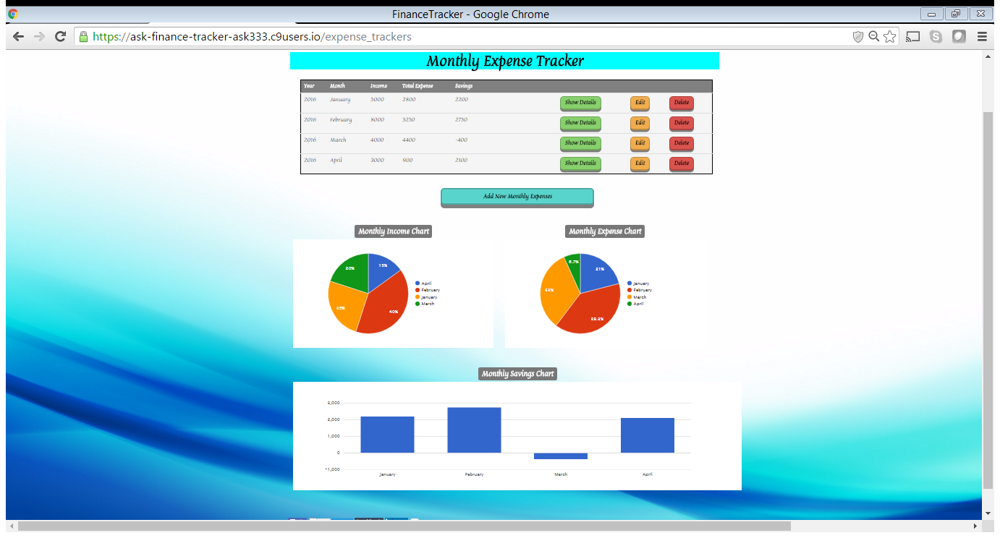 FinanceTracker - Google Chrome
https://ask-finance-tracker-ask333.c9users.io/expense_trackers
Monthly Expense Tracker
Year Month Income Total Expense Savings
2016 January 5000 2800 2200 Show Details Edit Delete
2016 February 8000 5250 2750 Show Details Edit Delete
2016 March 4000 4400 -400 Show Details Edit Delete
2016 April 3000 900 2100 Show Details Edit Delete
Add New Monthly Expenses
Monthly Income Chart
20%
15%
25%
40%
April
February
January
March
Monthly Expense Chart
6.7%
21%
39.3%
January
February
March
April
Monthly Savings Chart
3,000
2,000
1,000
0
-1,000
January February March April